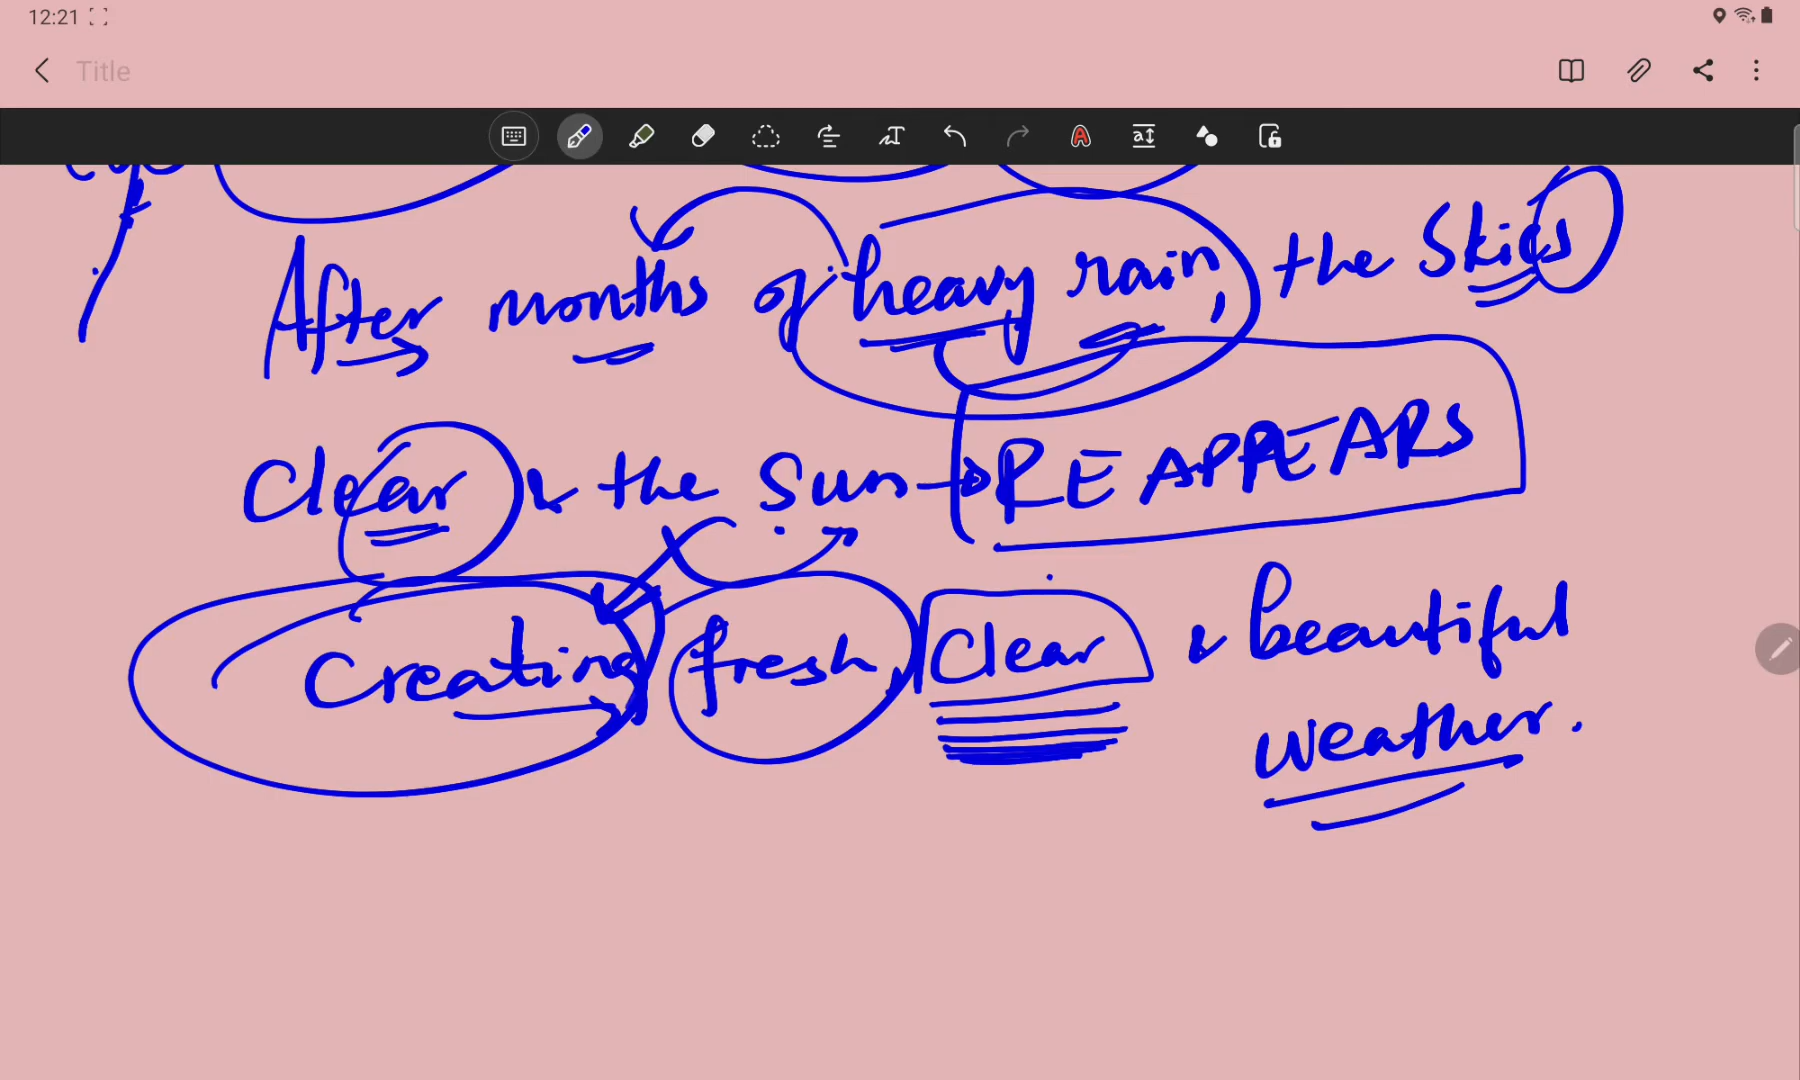 12:21
Title
After months of heavy rain, the skies
Clear & the Sun → REAPPEARS
Creating fresh, Clear & beautiful
weather.